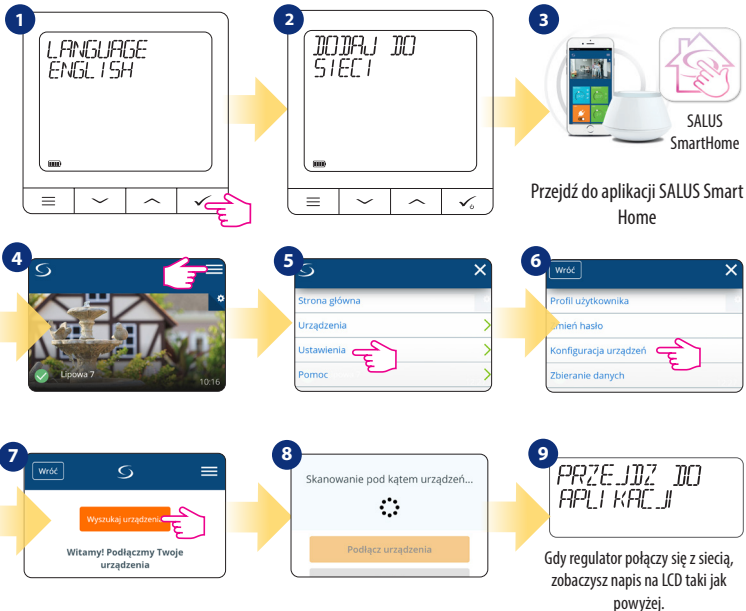 1
LANGUAGE
ENGLISH
2
DODAJ DO
SIECI
3
SALUS
SmartHome
Przejdź do aplikacji SALUS Smart
Home
4
Lipowa 7
10:16
5
Strona główna
Urządzenia
Ustawienia
Pomoc
6
Wróć
Profil użytkownika
Zmień hasło
Konfiguracja urządzeń
Zbieranie danych
7
Wróć
Wyszukaj urządzenia
Witamy! Podłączmy Twoje
urządzenia
8
Skanowanie pod kątem urządzeń...
Podłącz urządzenia
9
PRZEJDZ DO
APLIKACJI
Gdy regulator połączy się z siecią,
zobaczysz napis na LCD taki jak
powyżej.